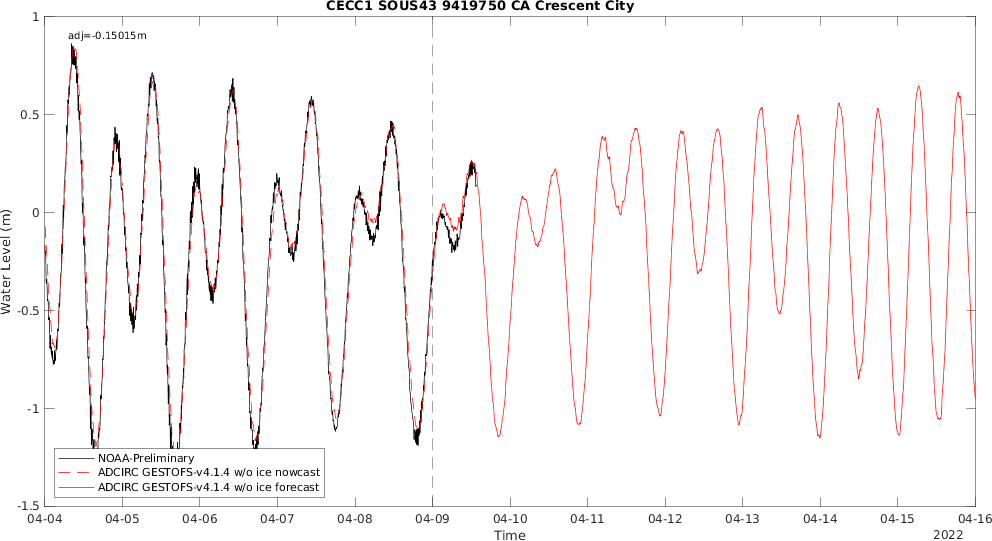 CECC1 SOUS43 9419750 CA Crescent City
adj=-0.15015m
1
0.5
0
-0.5
-1
-1.5
Water Level (m)
NOAA-Preliminary
ADCIRC GESTOFS-v4.1.4 w/o ice nowcast
ADCIRC GESTOFS-v4.1.4 w/o ice forecast
04-04 04-05 04-06 04-07 04-08 04-09 04-10 04-11 04-12 04-13 04-14 04-15 04-16
Time
2022